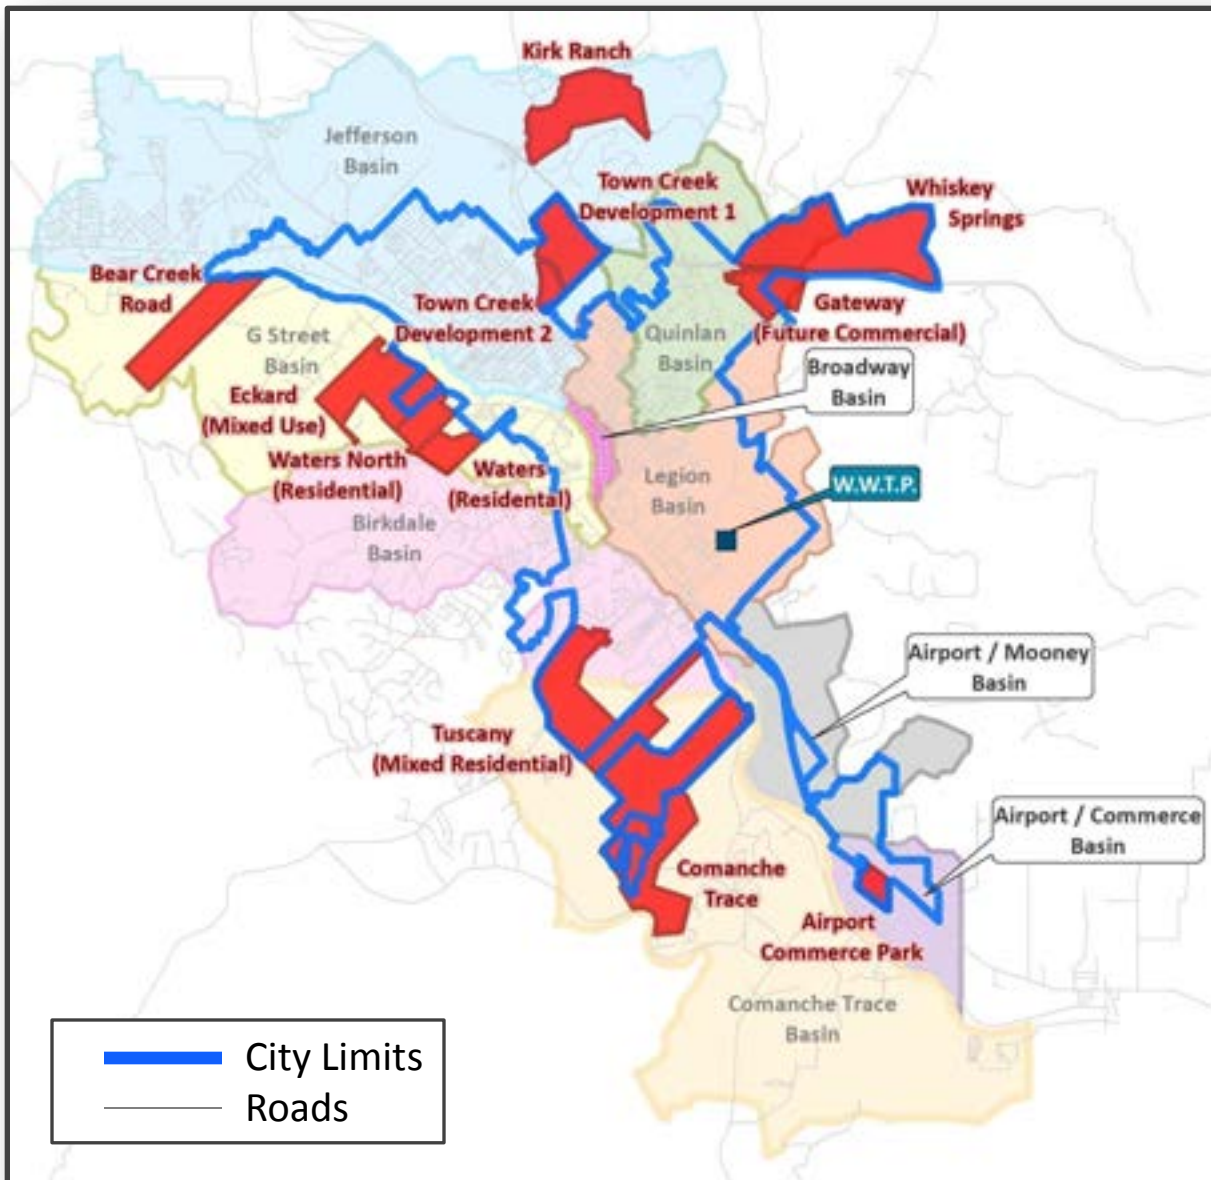 Kirk Ranch
Jefferson
Basin
Town Creek
Development 1
Whiskey
Springs
Bear Creek
Road
Town Creek
Development 2
Gateway
(Future Commercial)
G Street
Basin
Quinlan
Basin
Broadway
Basin
Eckard
(Mixed Use)
Waters North
(Residential)
Waters
(Residental)
Legion
Basin
W.W.T.P.
Birkdale
Basin
Airport / Mooney
Basin
Tuscany
(Mixed Residential)
Airport / Commerce
Basin
Comanche
Trace
Airport
Commerce Park
Comanche Trace
Basin
City Limits
Roads